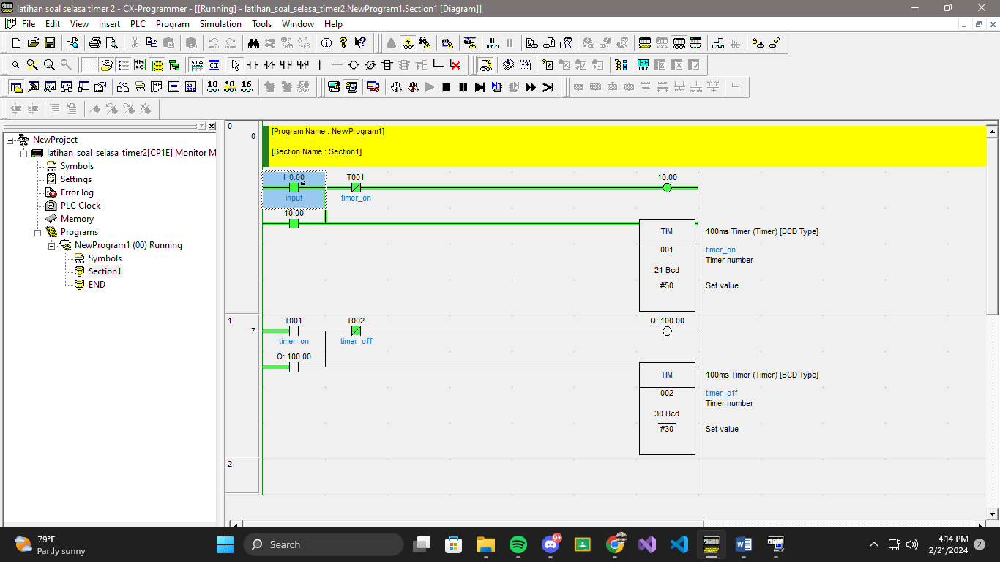 latihan soal selasa timer 2 - CX-Programmer - [[Running] - latihan_soal_selasa_timer2.NewProgram1.Section1 [Diagram]]
File Edit View Insert PLC Program Simulation Tools Window Help
SMA
CI
10 10 16
NewProject
latihan_soal_selasa_timer2[CP1E] Monitor M
Symbols
Settings
Error log
PLC Clock
Memory
Programs
NewProgram1 (00) Running
Symbols
Section1
END
0
0
[Program Name : NewProgram1]
[Section Name : Section1]
I: 0.00 T001 10.00
input timer_on
10.00
TIM 100ms Timer (Timer) [BCD Type]
001 timer_on
Timer number
21 Bcd
#50 Set value
1
7
T001 T002 Q: 100.00
timer_on timer_off
Q: 100.00
TIM 100ms Timer (Timer) [BCD Type]
002 timer_off
Timer number
30 Bcd
#30 Set value
2
79°F
Partly sunny
Search
9+
4:14 PM
2/21/2024
2